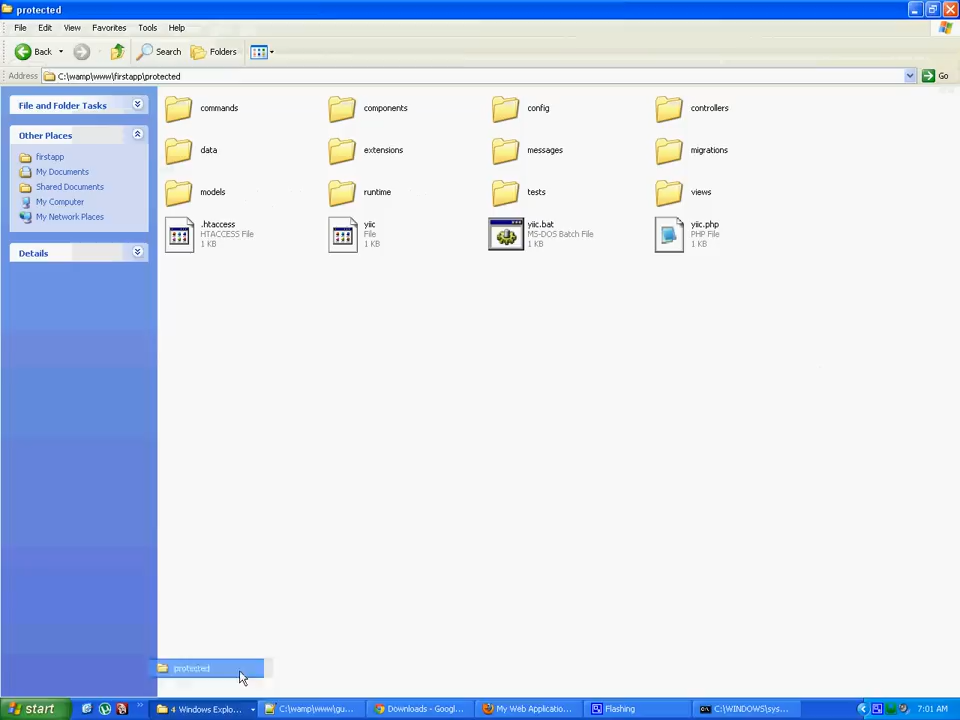 protected
File Edit View Favorites Tools Help
Back Search Folders
Address C:\wamp\www\firstapp\protected Go
File and Folder Tasks
Other Places
firstapp
My Documents
Shared Documents
My Computer
My Network Places
Details
commands components config controllers
data extensions messages migrations
models runtime tests views
.htaccess yiic yiic.bat yiic.php
HTACCESS File File MS-DOS Batch File PHP File
1 KB 1 KB 1 KB 1 KB
protected
start 4 Windows Explo... C:\wamp\www\gu... Downloads - Googl... My Web Applicatio... Flashing C:\WINDOWS\sys... 7:01 AM